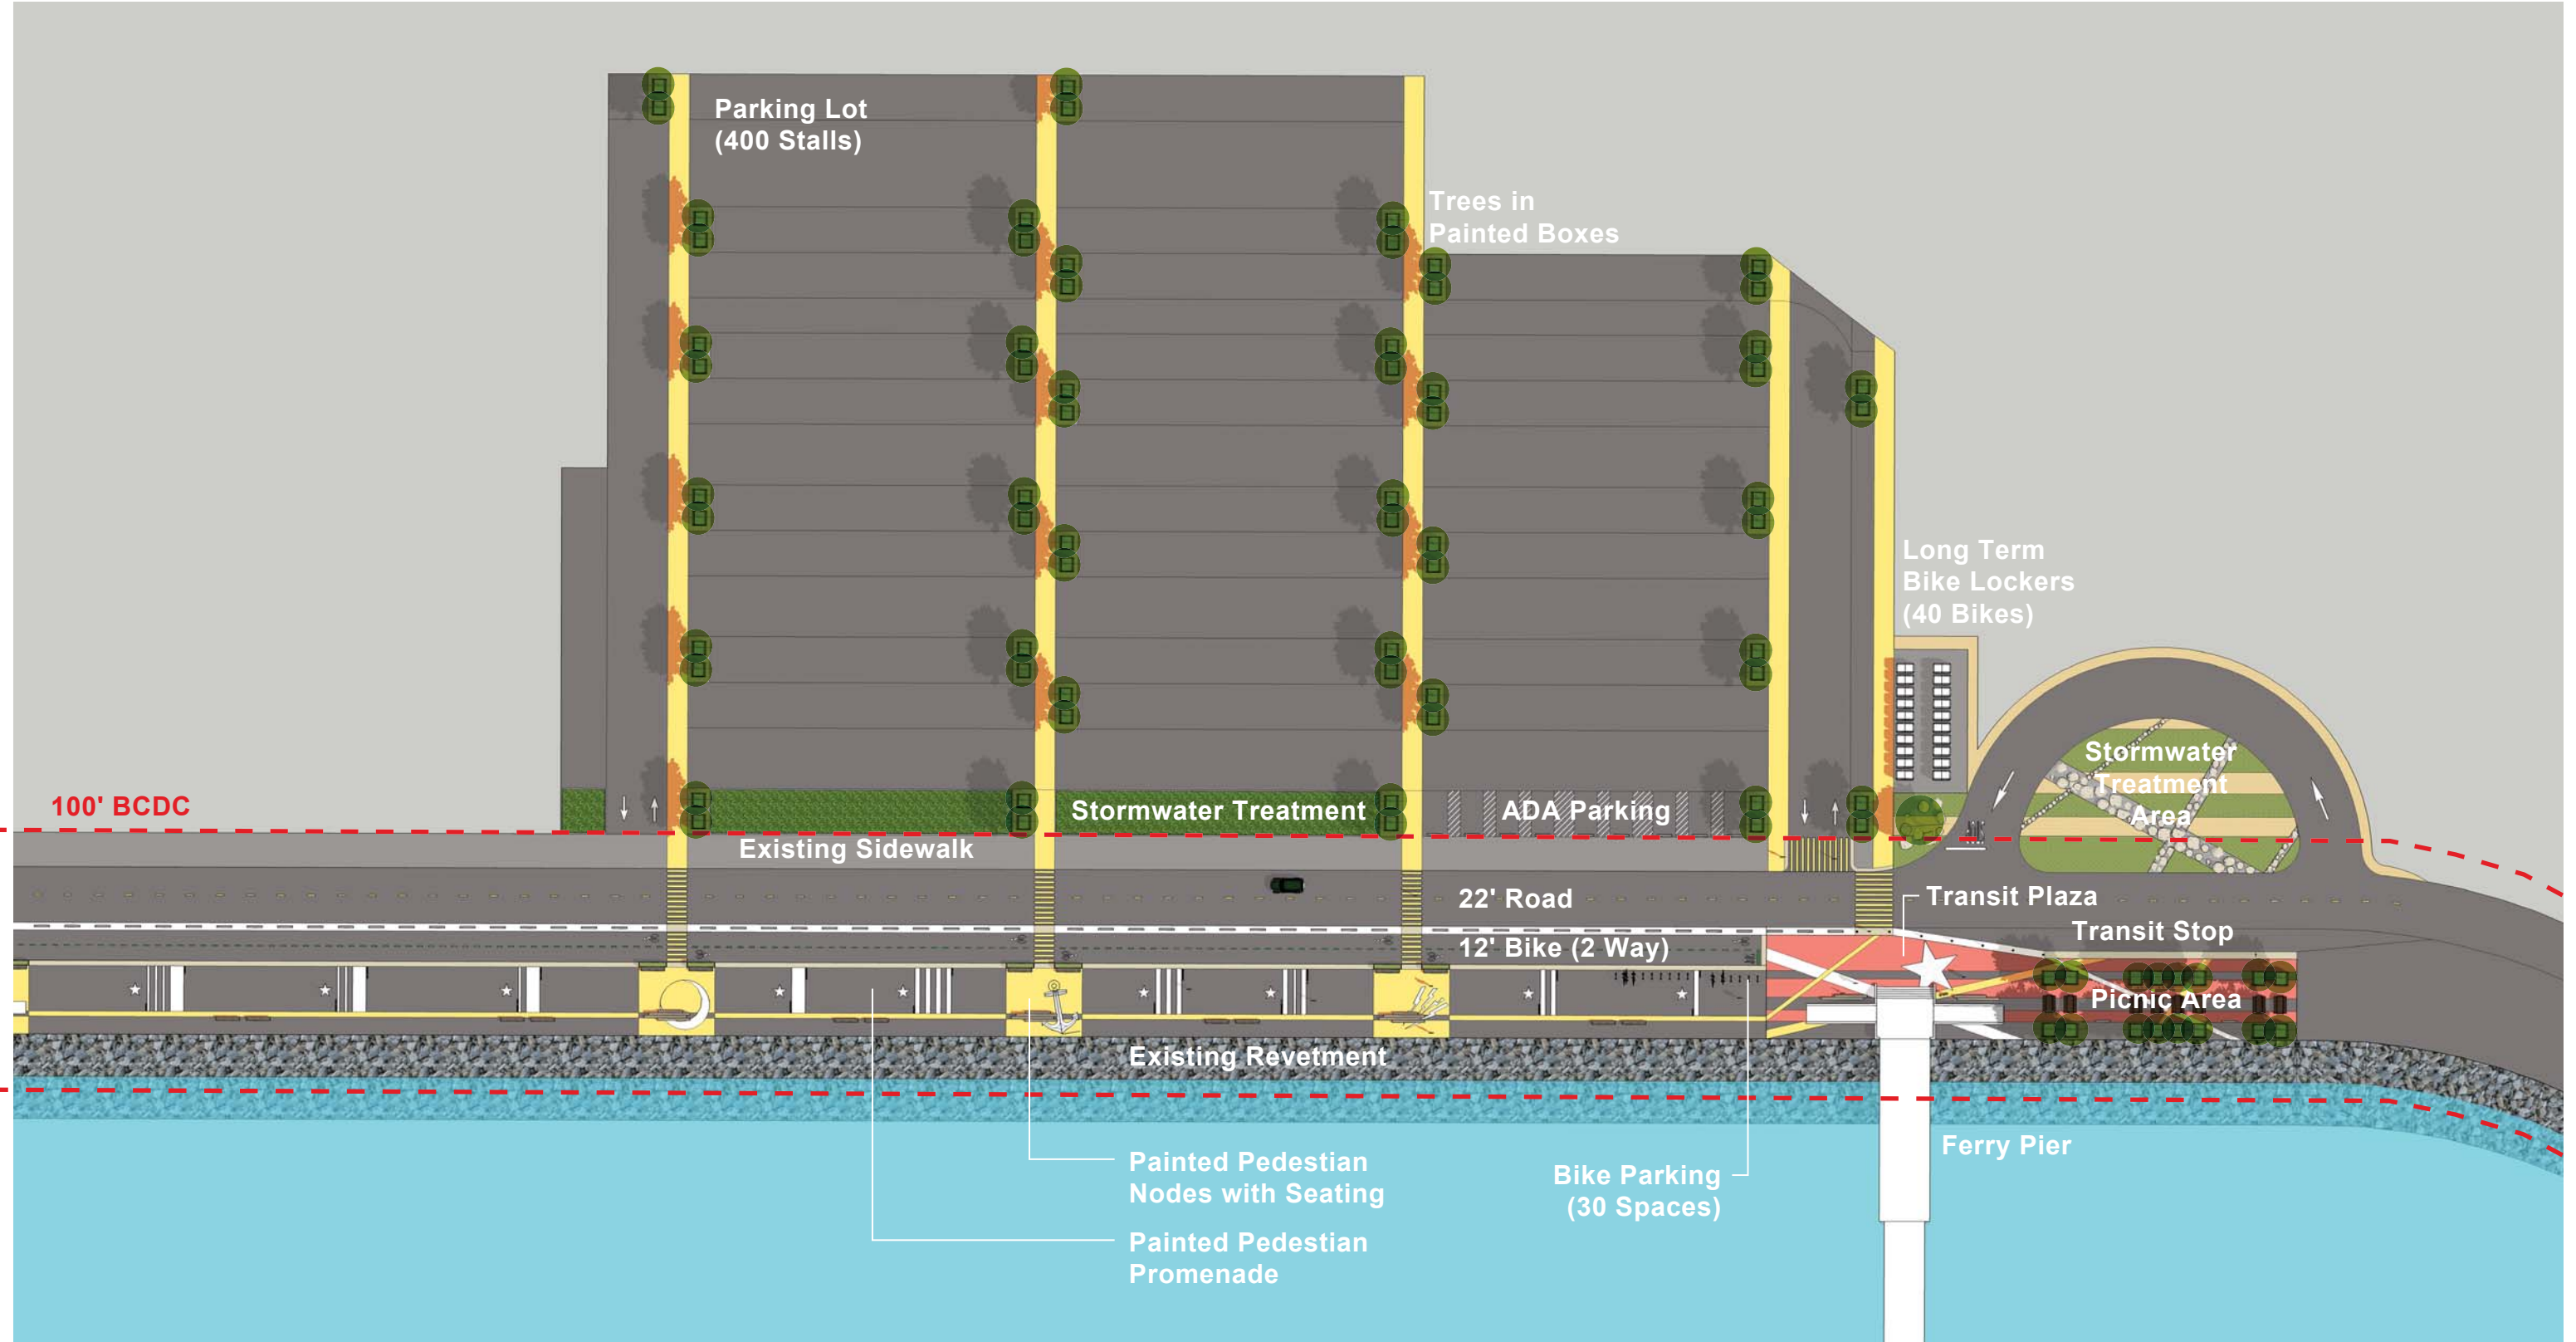 Parking Lot
(400 Stalls)
Trees in
Painted Boxes
Long Term
Bike Lockers
(40 Bikes)
Stormwater
Treatment
Area
100' BCDC
Stormwater Treatment
ADA Parking
Existing Sidewalk
22' Road
Transit Plaza
Transit Stop
12' Bike (2 Way)
Picnic Area
Existing Revetment
Ferry Pier
Painted Pedestian
Nodes with Seating
Bike Parking
(30 Spaces)
Painted Pedestian
Promenade